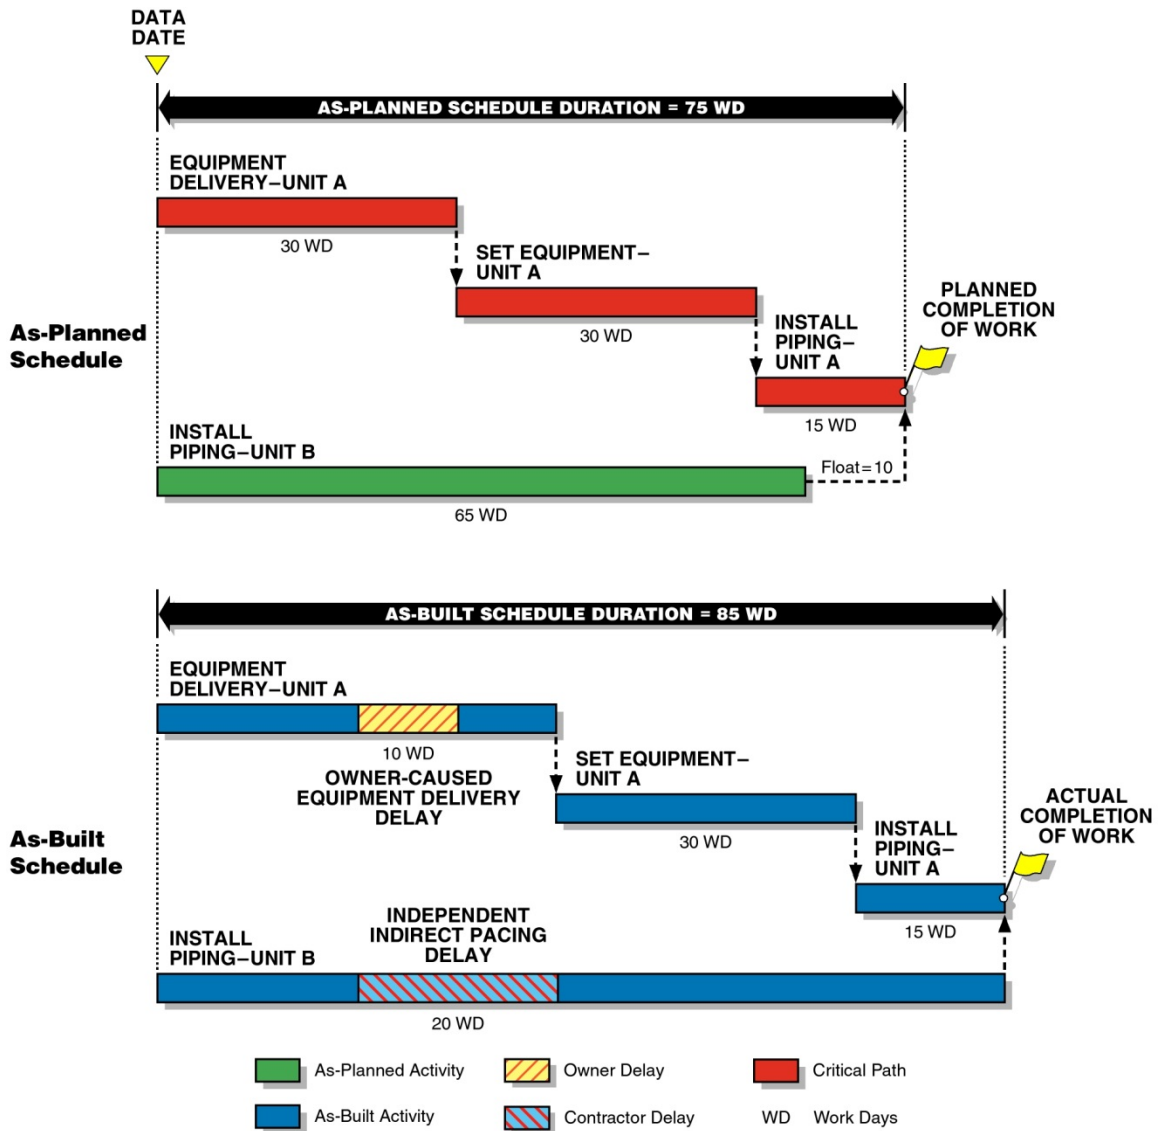 DATA
DATE
AS-PLANNED SCHEDULE DURATION = 75 WD
EQUIPMENT
DELIVERY–UNIT A
30 WD
SET EQUIPMENT–
UNIT A
30 WD
INSTALL
PIPING–
UNIT A
15 WD
PLANNED
COMPLETION
OF WORK
As-Planned
Schedule
INSTALL
PIPING–UNIT B
65 WD
Float=10
AS-BUILT SCHEDULE DURATION = 85 WD
EQUIPMENT
DELIVERY–UNIT A
10 WD
OWNER-CAUSED
EQUIPMENT DELIVERY
DELAY
SET EQUIPMENT–
UNIT A
30 WD
INSTALL
PIPING–
UNIT A
15 WD
ACTUAL
COMPLETION
OF WORK
As-Built
Schedule
INSTALL
PIPING–UNIT B
INDEPENDENT
INDIRECT PACING
DELAY
20 WD
As-Planned Activity
Owner Delay
Critical Path
As-Built Activity
Contractor Delay
WD Work Days